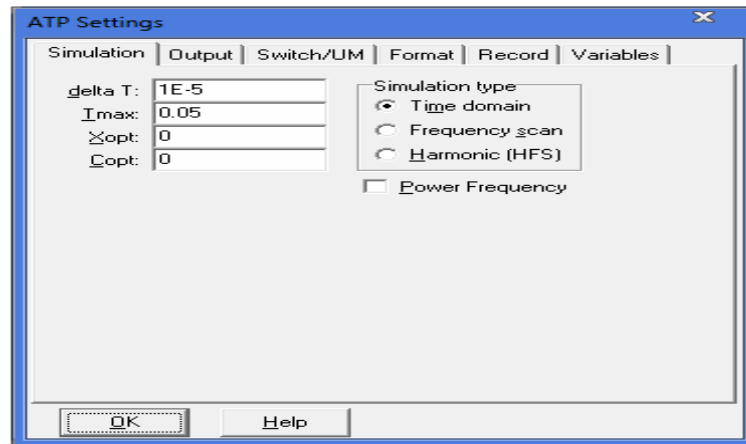 ATP Settings
Simulation Output Switch/UM Format Record Variables
delta T: 1E-5
Tmax: 0.05
Xopt: 0
Copt: 0
Simulation type
Time domain
Frequency scan
Harmonic (HFS)
Power Frequency
OK Help